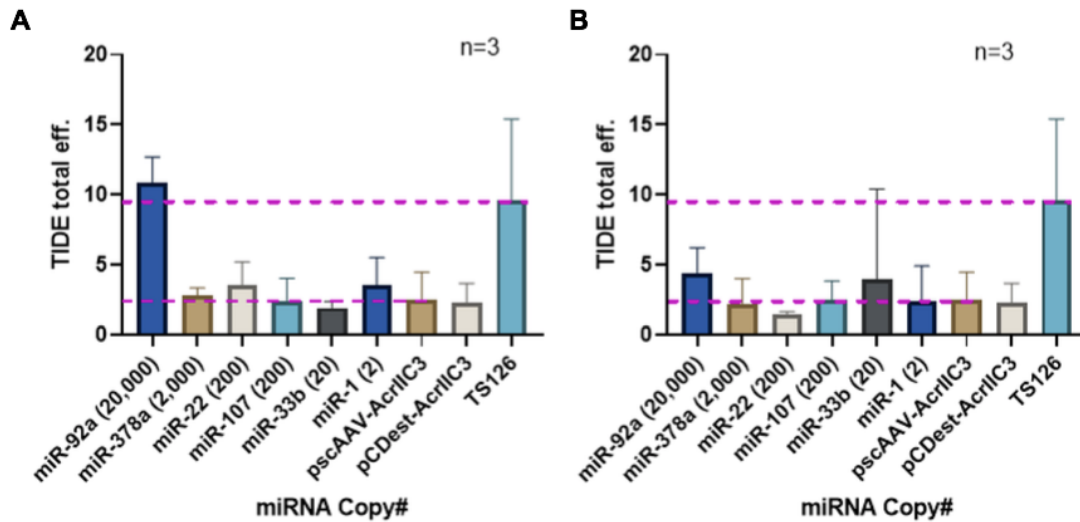 A
n=3
20
15
10
5
0
TIDE total eff.
miR-92a (20,000)
miR-378a (2,000)
miR-22 (200)
miR-107 (200)
miR-33b (20)
miR-1 (2)
pscAAV-AcrIIC3
pCDest-AcrIIC3
TS126
miRNA Copy#
B
n=3
20
15
10
5
0
TIDE total eff.
miR-92a (20,000)
miR-378a (2,000)
miR-22 (200)
miR-107 (200)
miR-33b (20)
miR-1 (2)
pscAAV-AcrIIC3
pCDest-AcrIIC3
TS126
miRNA Copy#